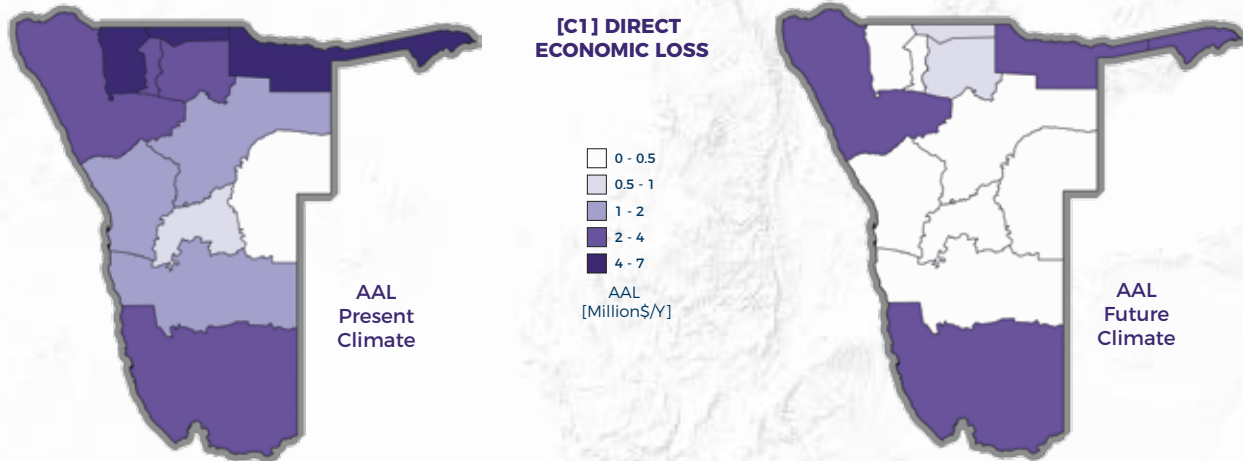 [C1] DIRECT
ECONOMIC LOSS
0 - 0.5
0.5 - 1
1 - 2
2 - 4
4 - 7
AAL
[Million$/Y]
AAL
Present
Climate
AAL
Future
Climate